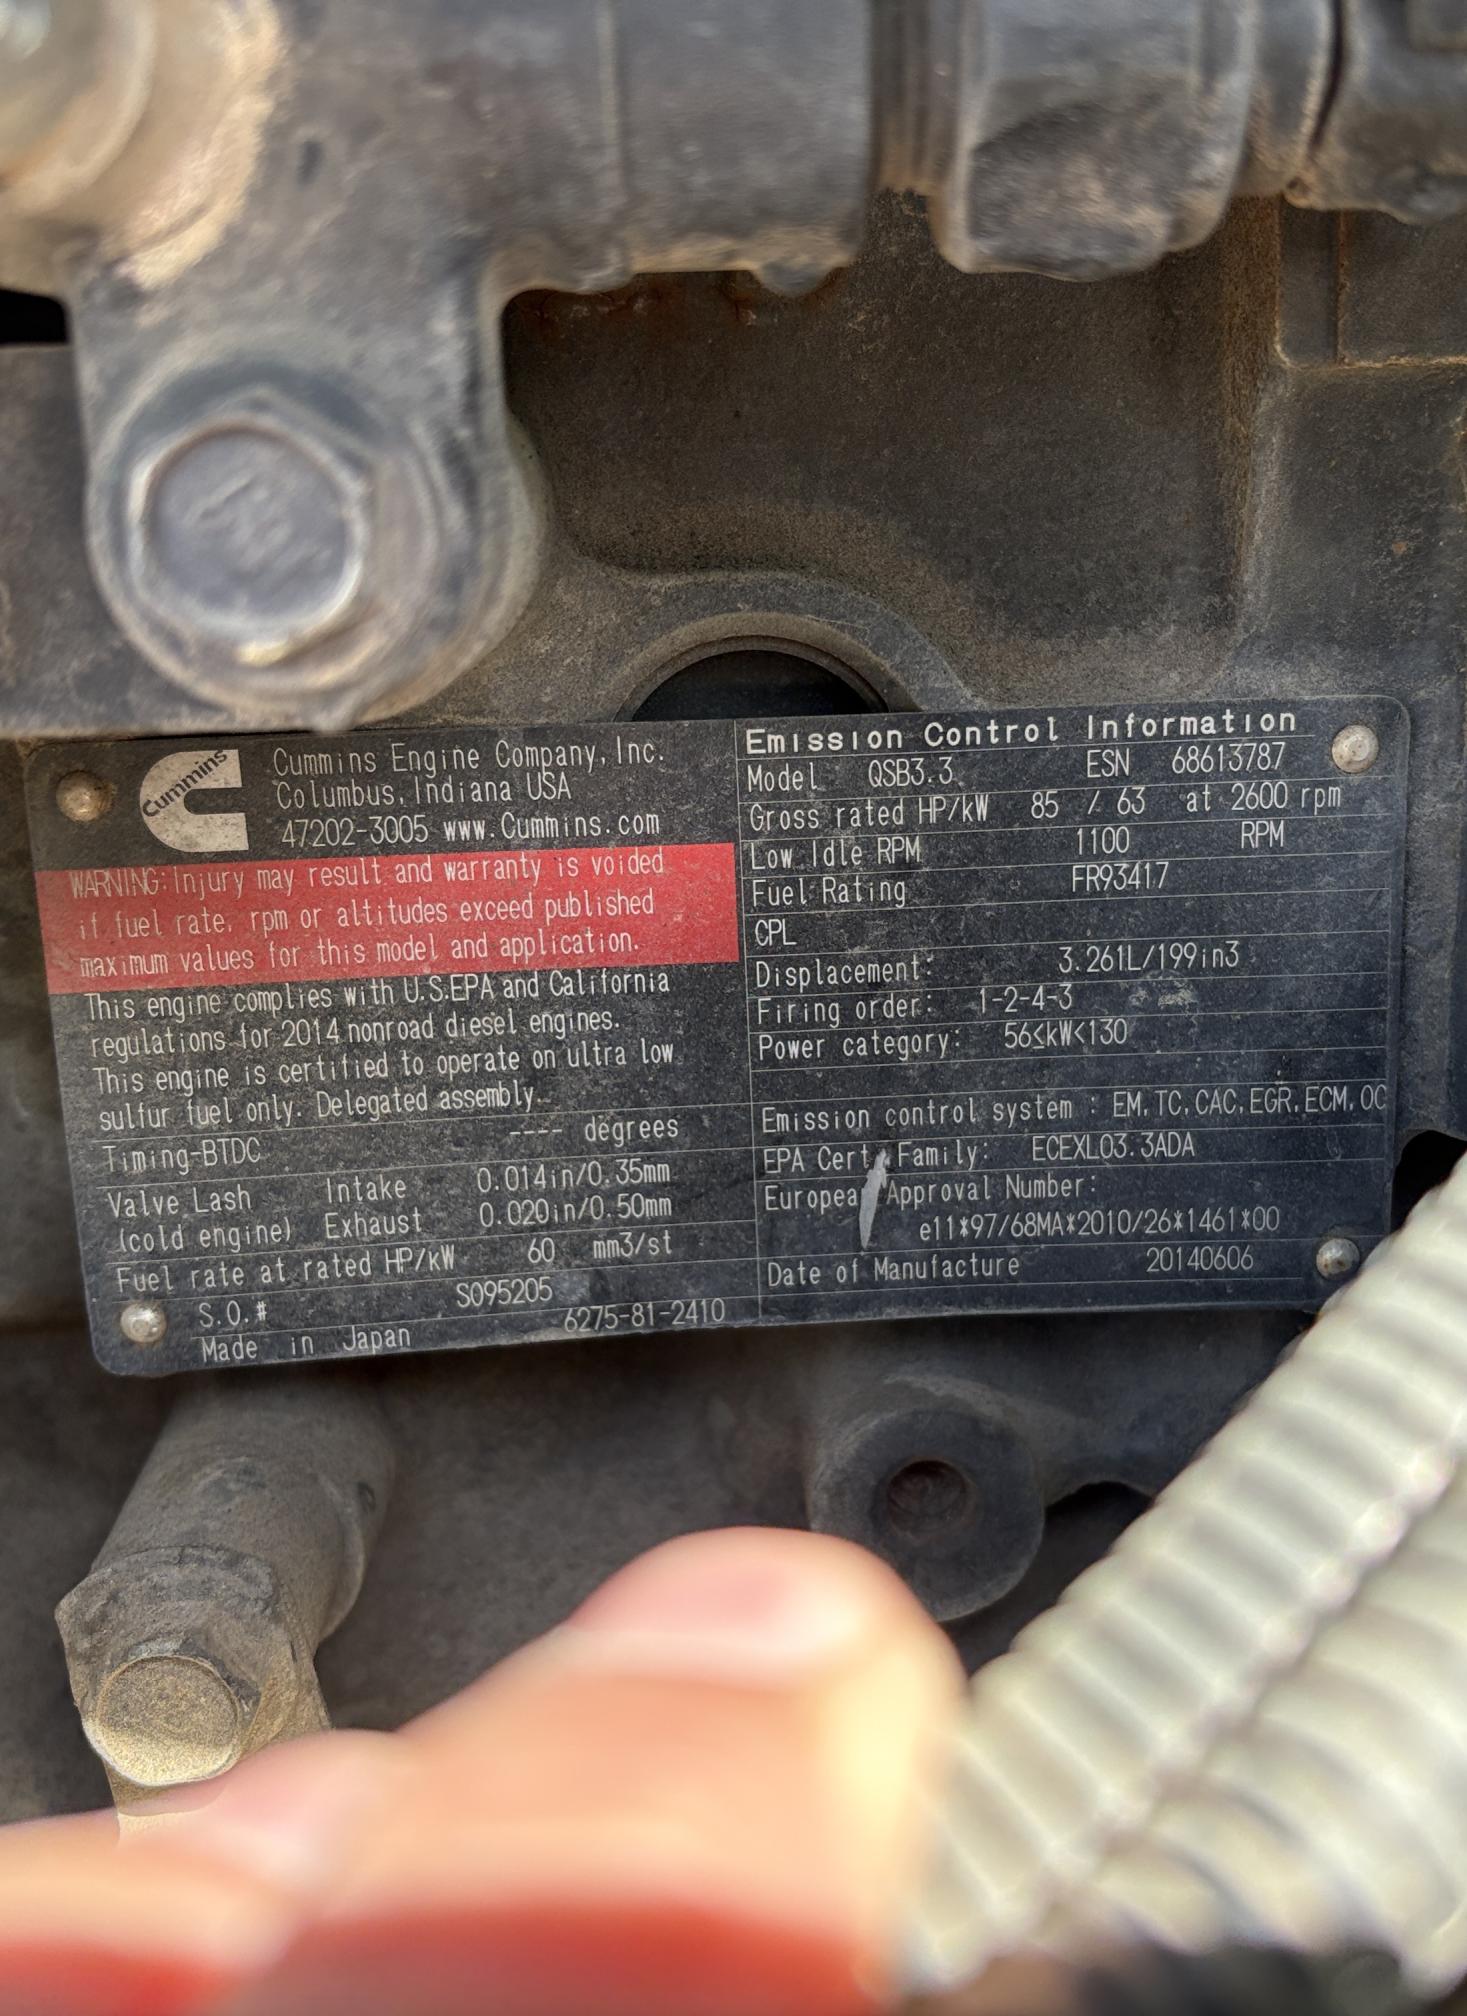 Cummins
Cummins Engine Company, Inc.
Columbus, Indiana USA
47202-3005 www.Cummins.com
WARNING: Injury may result and warranty is voided
if fuel rate, rpm or altitudes exceed published
maximum values for this model and application.
This engine complies with U.S.EPA and California
regulations for 2014 nonroad diesel engines.
This engine is certified to operate on ultra low
sulfur fuel only. Delegated assembly.
Timing-BTDC ---- degrees
Valve Lash Intake 0.014in/0.35mm
(cold engine) Exhaust 0.020in/0.50mm
Fuel rate at rated HP/kW 60 mm3/st
S.O.# SO95205
Made in Japan 6275-81-2410
Emission Control Information
Model QSB3.3 ESN 68613787
Gross rated HP/kW 85 / 63 at 2600 rpm
Low Idle RPM 1100 RPM
Fuel Rating FR93417
CPL
Displacement: 3.261L/199in3
Firing order: 1-2-4-3
Power category: 56≤kW<130
Emission control system : EM,TC,CAC,EGR,ECM,OC
EPA Cert. Family: ECEXL03.3ADA
European Approval Number:
e11*97/68MA*2010/26*1461*00
Date of Manufacture 20140606